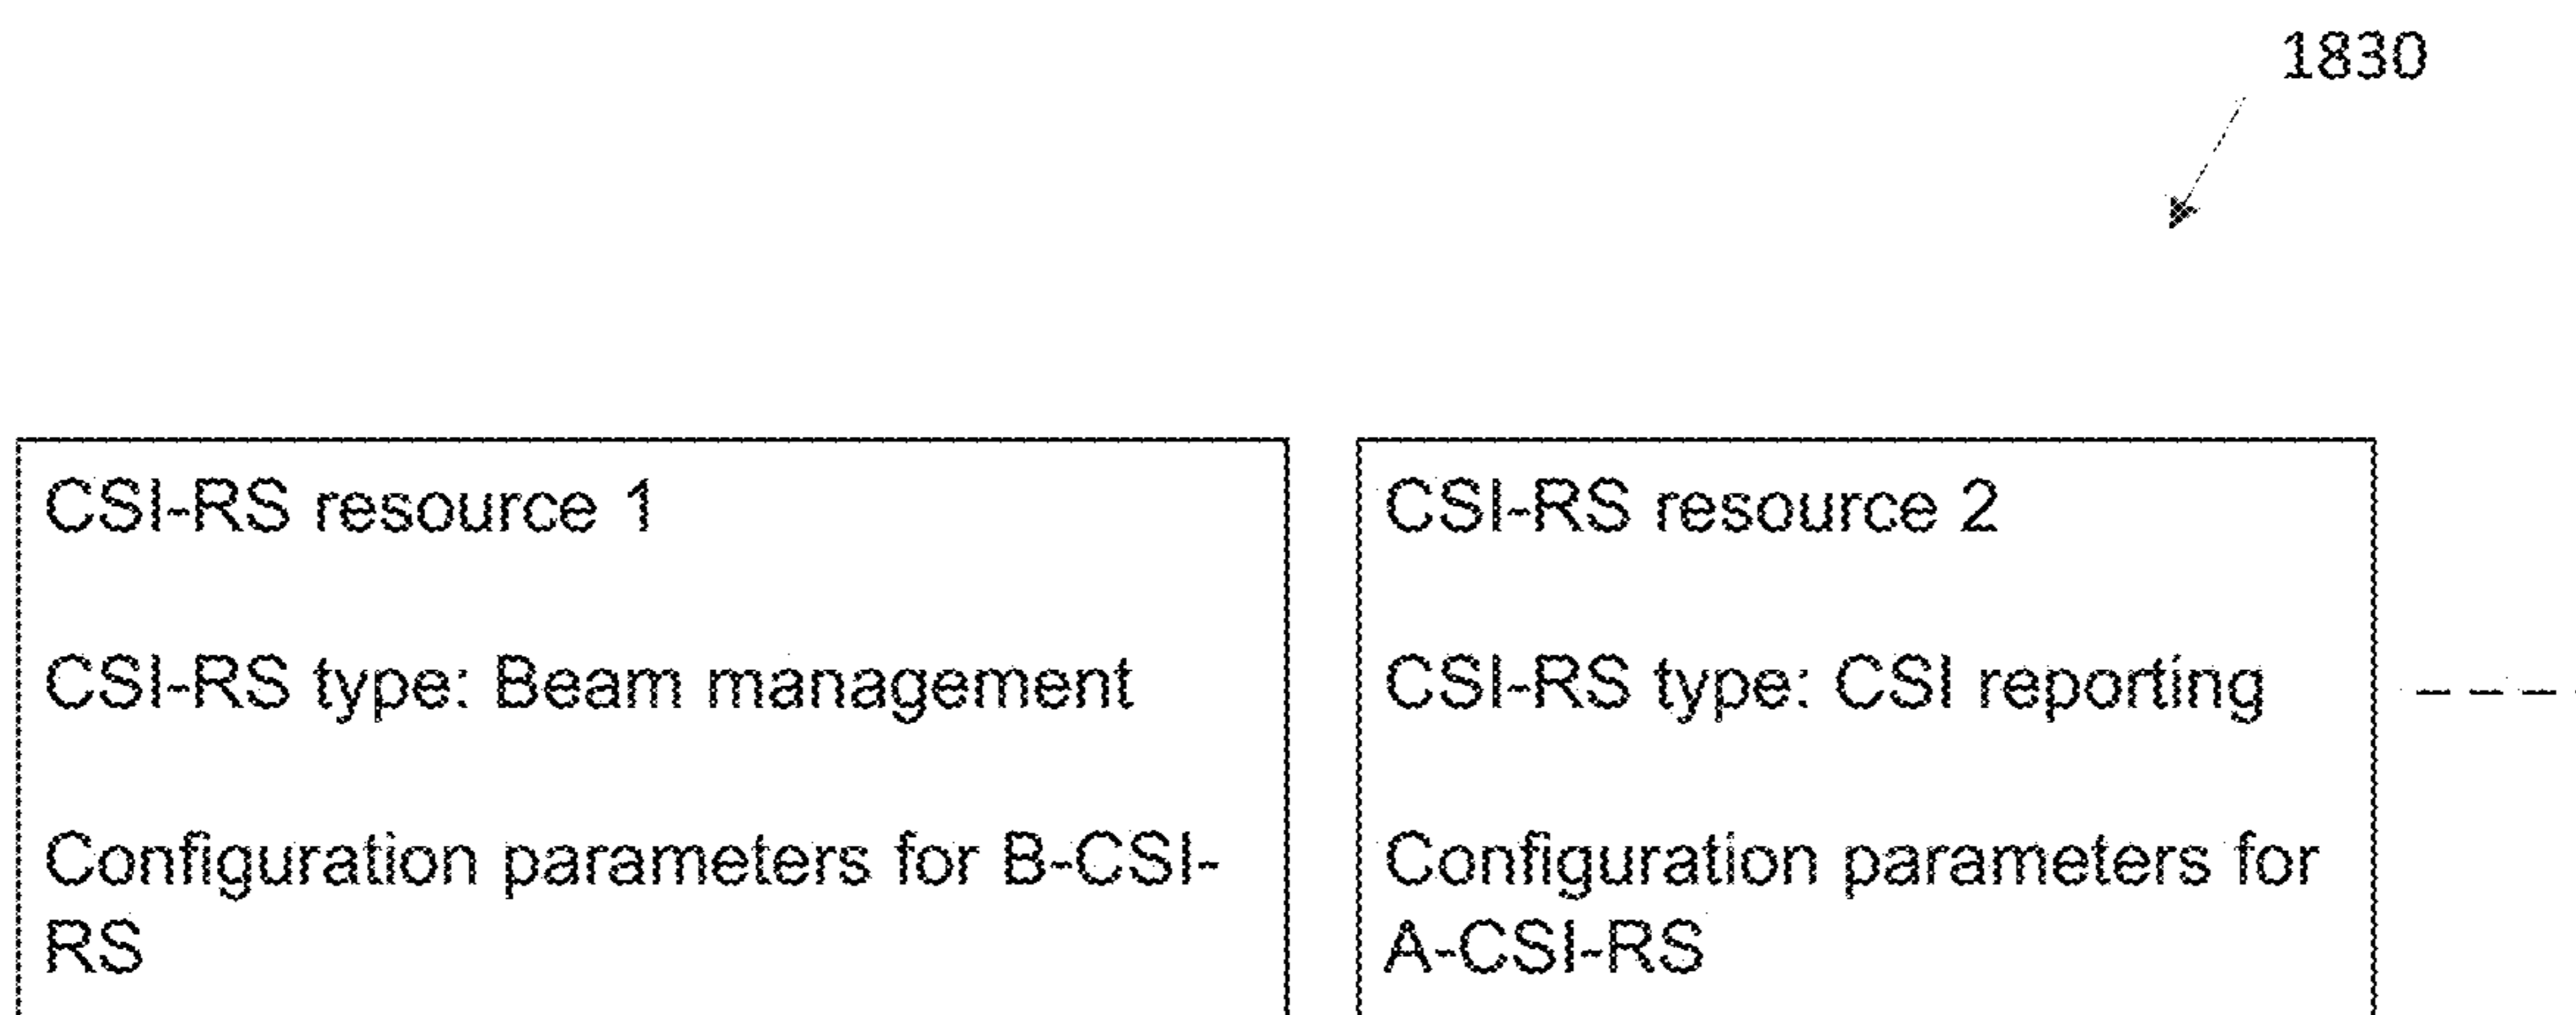 1830
CSI-RS resource 1
CSI-RS type: Beam management
Configuration parameters for B-CSI-
RS
CSI-RS resource 2
CSI-RS type: CSI reporting
Configuration parameters for
A-CSI-RS